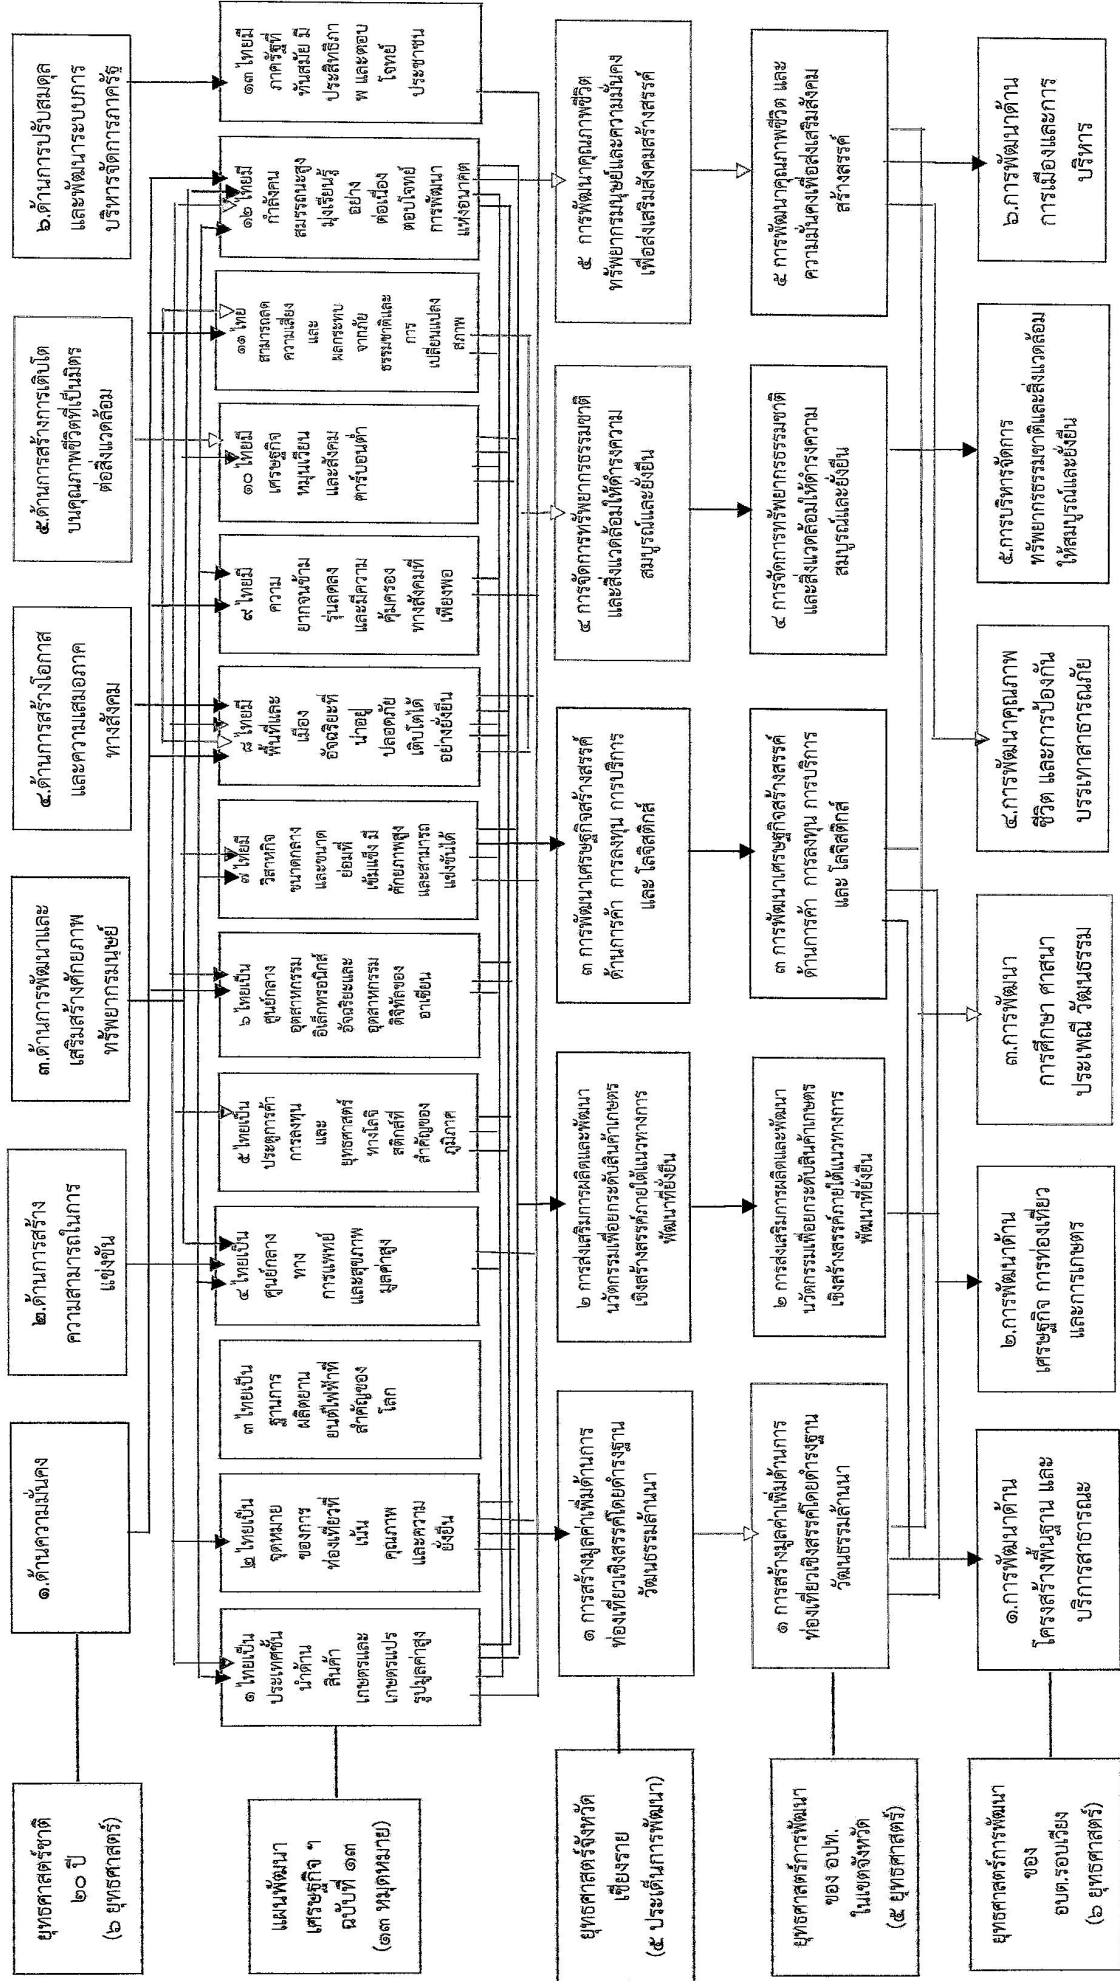 ยุทธศาสตร์ชาติ
๒๐ ปี
(๖ ยุทธศาสตร์)
๑.ด้านความมั่นคง
๒.ด้านการสร้าง
ความสามารถในการ
แข่งขัน
๓.ด้านการพัฒนาและ
เสริมสร้างศักยภาพ
ทรัพยากรมนุษย์
๔.ด้านการสร้างโอกาส
และความเสมอภาค
ทางสังคม
๕.ด้านการสร้างการเติบโต
บนคุณภาพชีวิตที่เป็นมิตร
ต่อสิ่งแวดล้อม
๖.ด้านการปรับสมดุล
และพัฒนาระบบการ
บริหารจัดการภาครัฐ
แผนพัฒนา
เศรษฐกิจ ฯ
ฉบับที่ ๑๓
(๑๓ หมุดหมาย)
๑ ไทยเป็น
ประเทศชั้น
นำด้าน
สินค้า
เกษตรและ
เกษตรแปร
รูปมูลค่าสูง
๒ ไทยเป็น
จุดหมาย
ของการ
ท่องเที่ยวที่
เน้น
คุณภาพ
และความ
ยั่งยืน
๓ ไทยเป็น
ฐานการ
ผลิตยาน
ยนต์ไฟฟ้าที่
สำคัญของ
โลก
๔ ไทยเป็น
ศูนย์กลาง
ทาง
การแพทย์
และสุขภาพ
มูลค่าสูง
๕ ไทยเป็น
ประตูการค้า
การลงทุน
และ
ยุทธศาสตร์
ทางโลจิ
สติกส์ที่
สำคัญของ
ภูมิภาค
๖ ไทยเป็น
ศูนย์กลาง
อุตสาหกรรม
อิเล็กทรอนิกส์
อัจฉริยะและ
อุตสาหกรรม
ดิจิทัลของ
อาเซียน
๗ ไทยมี
วิสาหกิจ
ขนาดกลาง
และขนาด
ย่อมที่
เข้มแข็ง มี
ศักยภาพสูง
และสามารถ
แข่งขันได้
๘ ไทยมี
พื้นที่และ
เมือง
อัจฉริยะที่
น่าอยู่
ปลอดภัย
เติบโตได้
อย่างยั่งยืน
๙ ไทยมี
ความ
ยากจนข้าม
รุ่นลดลง
และมีความ
คุ้มครอง
ทางสังคมที่
เพียงพอ
๑๐ ไทยมี
เศรษฐกิจ
หมุนเวียน
และสังคม
คาร์บอนต่ำ
๑๑ ไทย
สามารถลด
ความเสี่ยง
และ
ผลกระทบ
จากภัย
ธรรมชาติและ
การ
เปลี่ยนแปลง
สภาพ
๑๒ ไทยมี
กำลังคน
สมรรถนะสูง
มุ่งเรียนรู้
อย่าง
ต่อเนื่อง
ตอบโจทย์
การพัฒนา
แห่งอนาคต
๑๓ ไทยมี
ภาครัฐที่
ทันสมัย มี
ประสิทธิภา
พ และตอบ
โจทย์
ประชาชน
ยุทธศาสตร์จังหวัด
เชียงราย
(๕ ประเด็นการพัฒนา)
๑ การสร้างมูลค่าเพิ่มด้านการ
ท่องเที่ยวเชิงสรรค์โดยดำรงฐาน
วัฒนธรรมล้านนา
๒ การส่งเสริมการผลิตและพัฒนา
นวัตกรรมเพื่อยกระดับสินค้าเกษตร
เชิงสร้างสรรค์ภายใต้แนวทางการ
พัฒนาที่ยั่งยืน
๓ การพัฒนาเศรษฐกิจสร้างสรรค์
ด้านการค้า การลงทุน การบริการ
และ โลจิสติกส์
๔ การจัดการทรัพยากรธรรมชาติ
และสิ่งแวดล้อมให้ดำรงความ
สมบูรณ์และยั่งยืน
๕ การพัฒนาคุณภาพชีวิต
ทรัพยากรมนุษย์และความมั่นคง
เพื่อส่งเสริมสังคมสร้างสรรค์
ยุทธศาสตร์การพัฒนา
ของ อปท.
ในเขตจังหวัด
(๕ ยุทธศาสตร์)
๑ การสร้างมูลค่าเพิ่มด้านการ
ท่องเที่ยวเชิงสรรค์โดยดำรงฐาน
วัฒนธรรมล้านนา
๒ การส่งเสริมการผลิตและพัฒนา
นวัตกรรมเพื่อยกระดับสินค้าเกษตร
เชิงสร้างสรรค์ภายใต้แนวทางการ
พัฒนาที่ยั่งยืน
๓ การพัฒนาเศรษฐกิจสร้างสรรค์
ด้านการค้า การลงทุน การบริการ
และ โลจิสติกส์
๔ การจัดการทรัพยากรธรรมชาติ
และสิ่งแวดล้อมให้ดำรงความ
สมบูรณ์และยั่งยืน
๕ การพัฒนาคุณภาพชีวิต และ
ความมั่นคงเพื่อส่งเสริมสังคม
สร้างสรรค์
ยุทธศาสตร์การพัฒนา
ของ
อบต.รอบเวียง
(๖ ยุทธศาสตร์)
๑.การพัฒนาด้าน
โครงสร้างพื้นฐาน และ
บริการสาธารณะ
๒.การพัฒนาด้าน
เศรษฐกิจ การท่องเที่ยว
และการเกษตร
๓.การพัฒนา
การศึกษา ศาสนา
ประเพณี วัฒนธรรม
๔.การพัฒนาคุณภาพ
ชีวิต และการป้องกัน
บรรเทาสาธารณภัย
๕.การบริหารจัดการ
ทรัพยากรธรรมชาติและสิ่งแวดล้อม
ให้สมบูรณ์และยั่งยืน
๖.การพัฒนาด้าน
การเมืองและการ
บริหาร